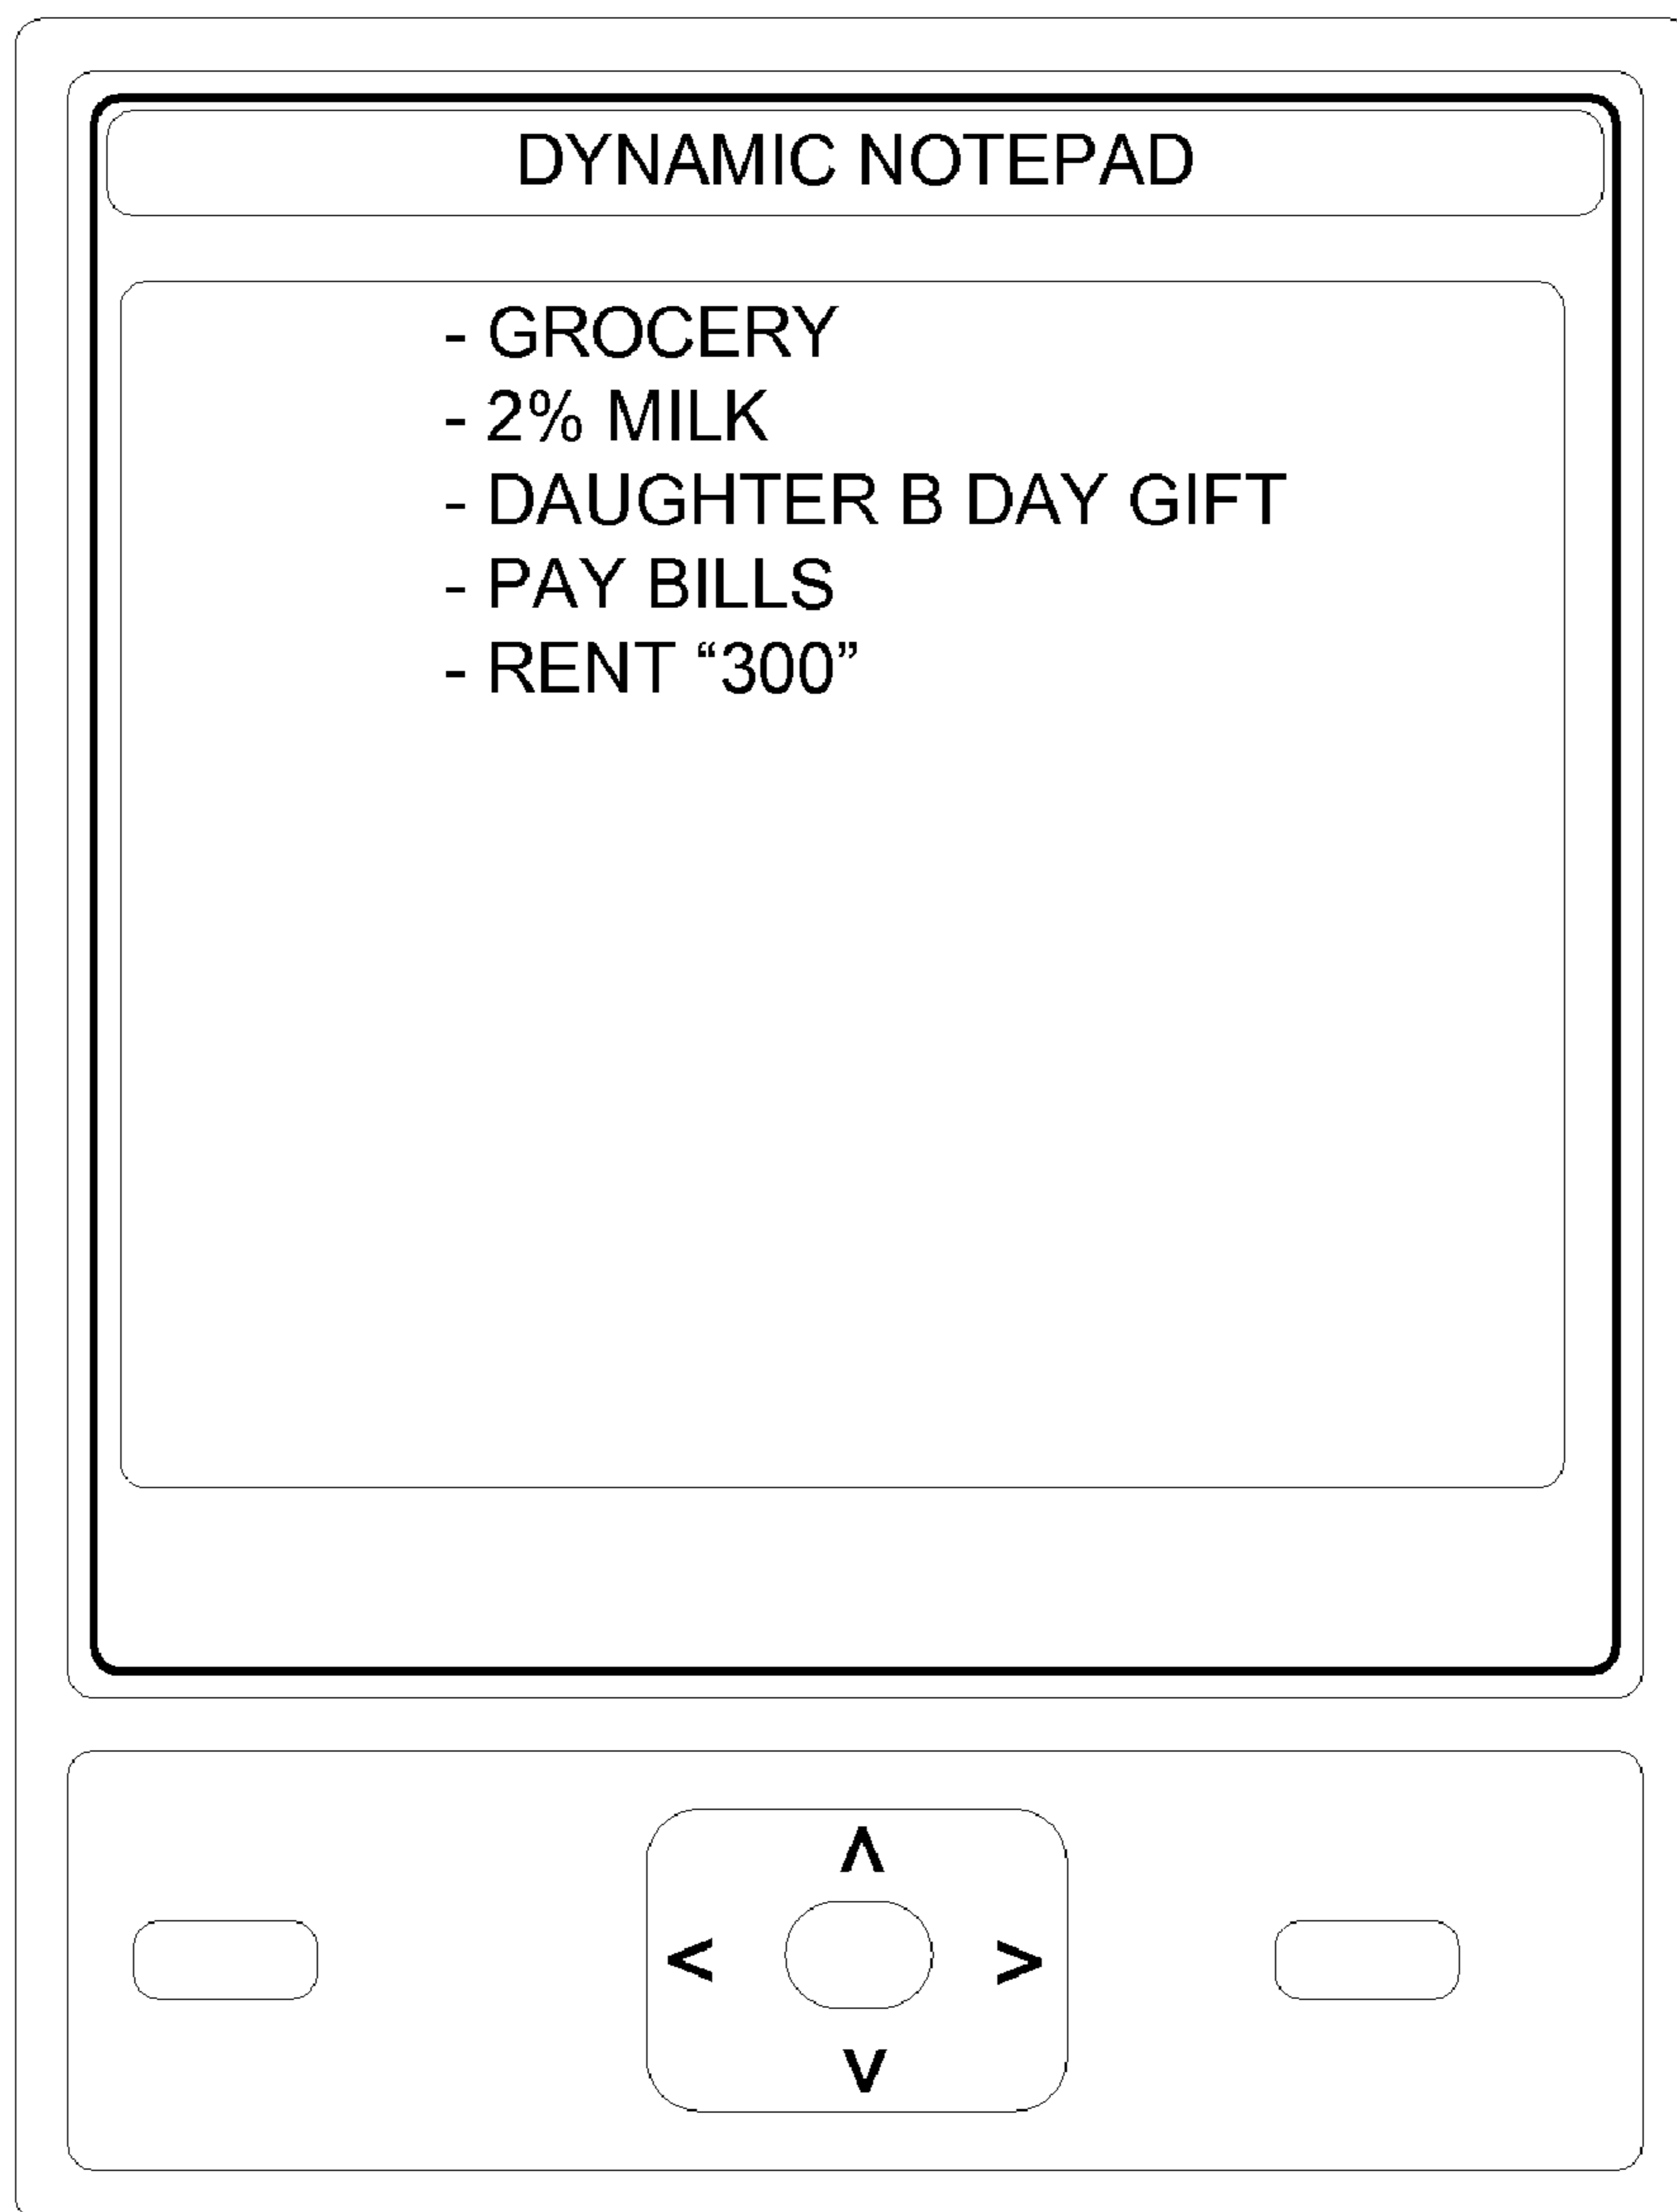 DYNAMIC NOTEPAD
- GROCERY
- 2% MILK
- DAUGHTER B DAY GIFT
- PAY BILLS
- RENT “300”
ʌ
< >
v